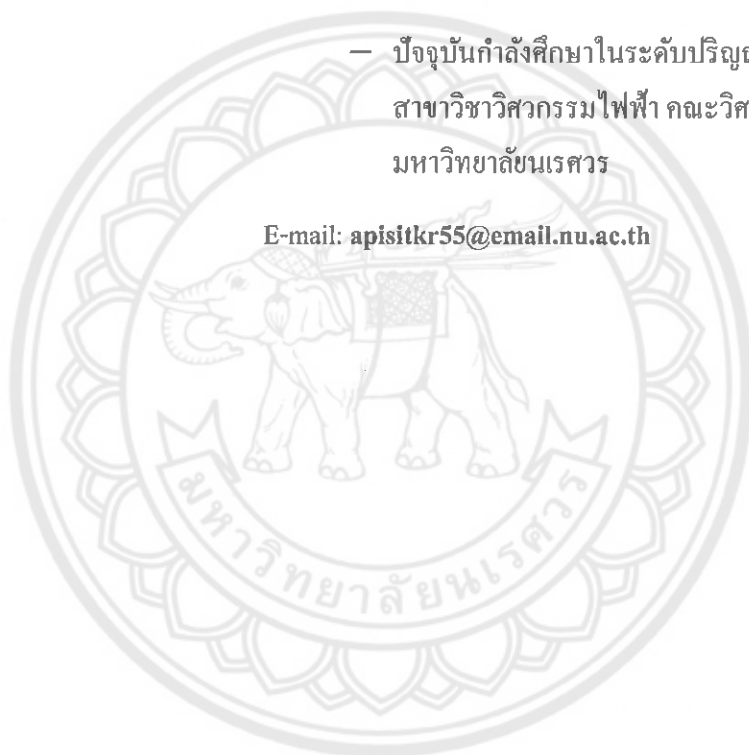 — ปัจจุบันกำลังศึกษาในระดับปริญ
สาขาวิชาวิศวกรรมไฟฟ้า คณะวิศ
มหาวิทยาลัยนเรศวร
E-mail: apisitkr55@email.nu.ac.th
มหาวิทยาลัยนเรศวร